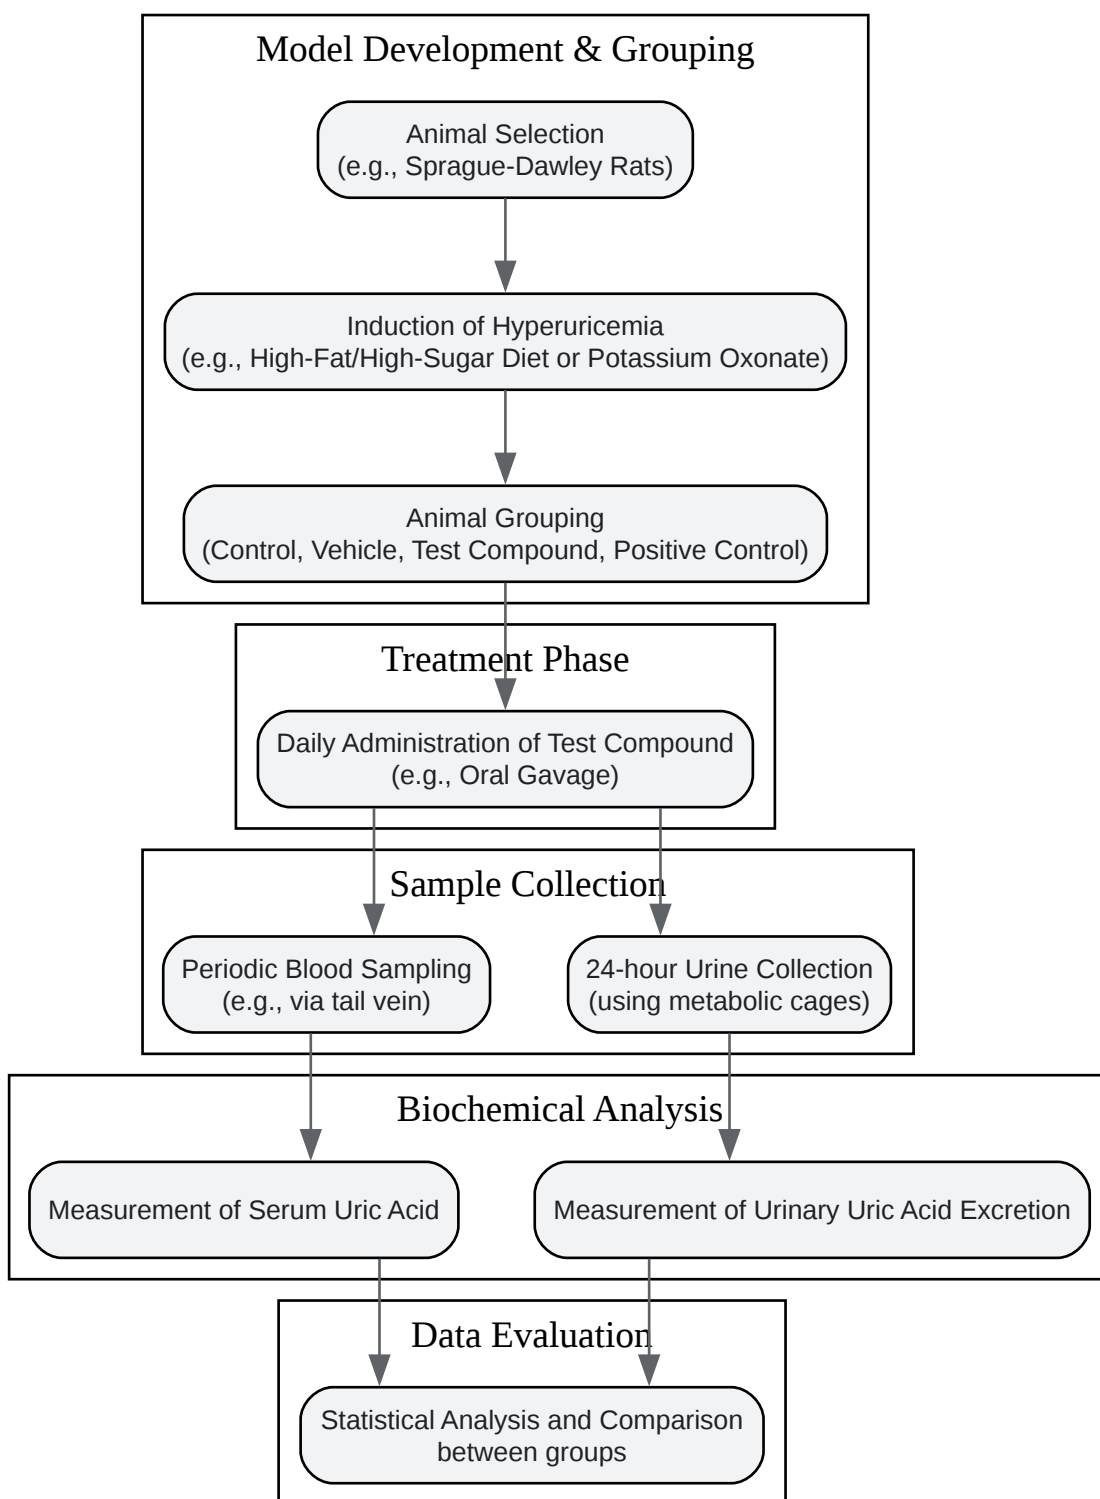 Model Development & Grouping
Animal Selection
(e.g., Sprague-Dawley Rats)
Induction of Hyperuricemia
(e.g., High-Fat/High-Sugar Diet or Potassium Oxonate)
Animal Grouping
(Control, Vehicle, Test Compound, Positive Control)
Treatment Phase
Daily Administration of Test Compound
(e.g., Oral Gavage)
Sample Collection
Periodic Blood Sampling
(e.g., via tail vein)
24-hour Urine Collection
(using metabolic cages)
Biochemical Analysis
Measurement of Serum Uric Acid
Measurement of Urinary Uric Acid Excretion
Data Evaluation
Statistical Analysis and Comparison
between groups